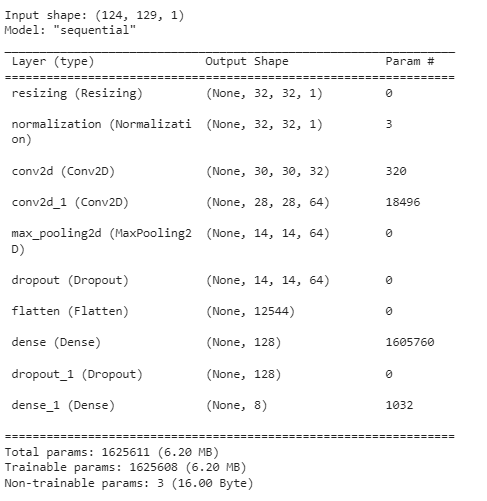 Input shape: (124, 129, 1)
Model: "sequential"
_________________________________________________________________
 Layer (type)                Output Shape              Param #
=================================================================
 resizing (Resizing)         (None, 32, 32, 1)         0
 normalization (Normalizati  (None, 32, 32, 1)         3
 on)
 conv2d (Conv2D)             (None, 30, 30, 32)        320
 conv2d_1 (Conv2D)           (None, 28, 28, 64)        18496
 max_pooling2d (MaxPooling2  (None, 14, 14, 64)        0
 D)
 dropout (Dropout)           (None, 14, 14, 64)        0
 flatten (Flatten)           (None, 12544)             0
 dense (Dense)               (None, 128)               1605760
 dropout_1 (Dropout)         (None, 128)               0
 dense_1 (Dense)             (None, 8)                 1032
=================================================================
Total params: 1625611 (6.20 MB)
Trainable params: 1625608 (6.20 MB)
Non-trainable params: 3 (16.00 Byte)